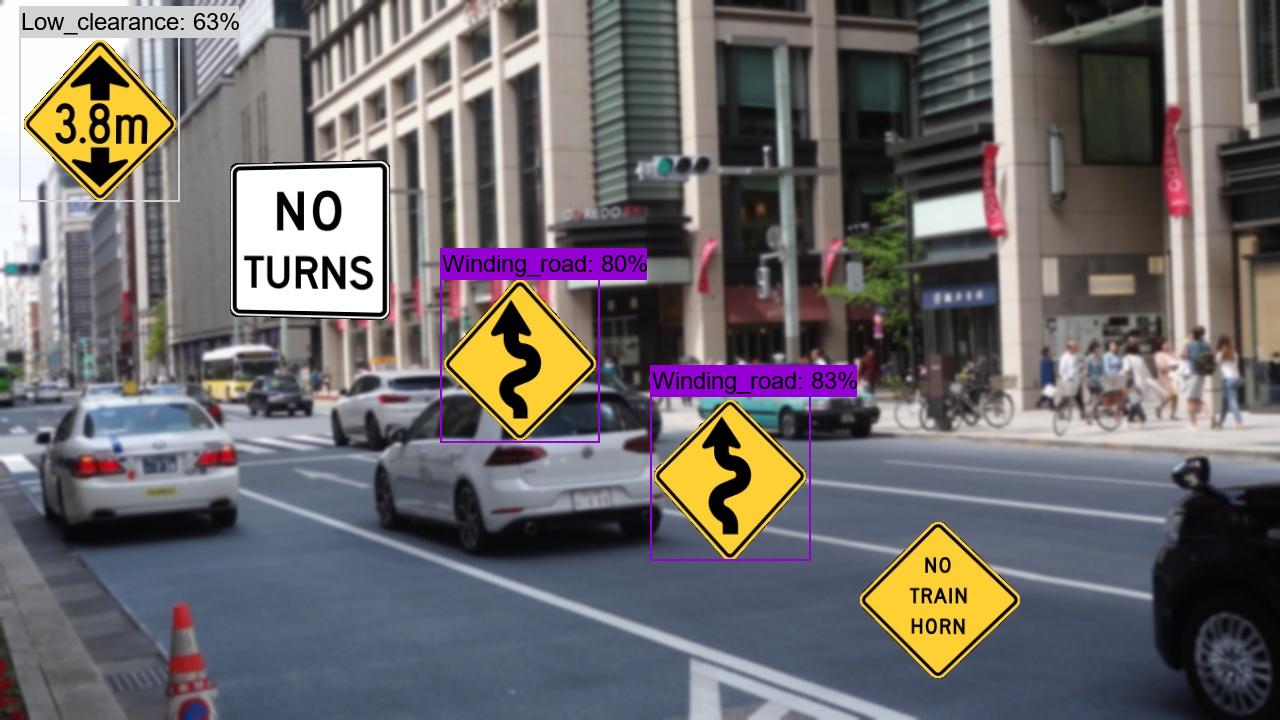 Low_clearance: 63%
3.8m
NO
TURNS
Winding_road: 80%
Winding_road: 83%
NO
TRAIN
HORN